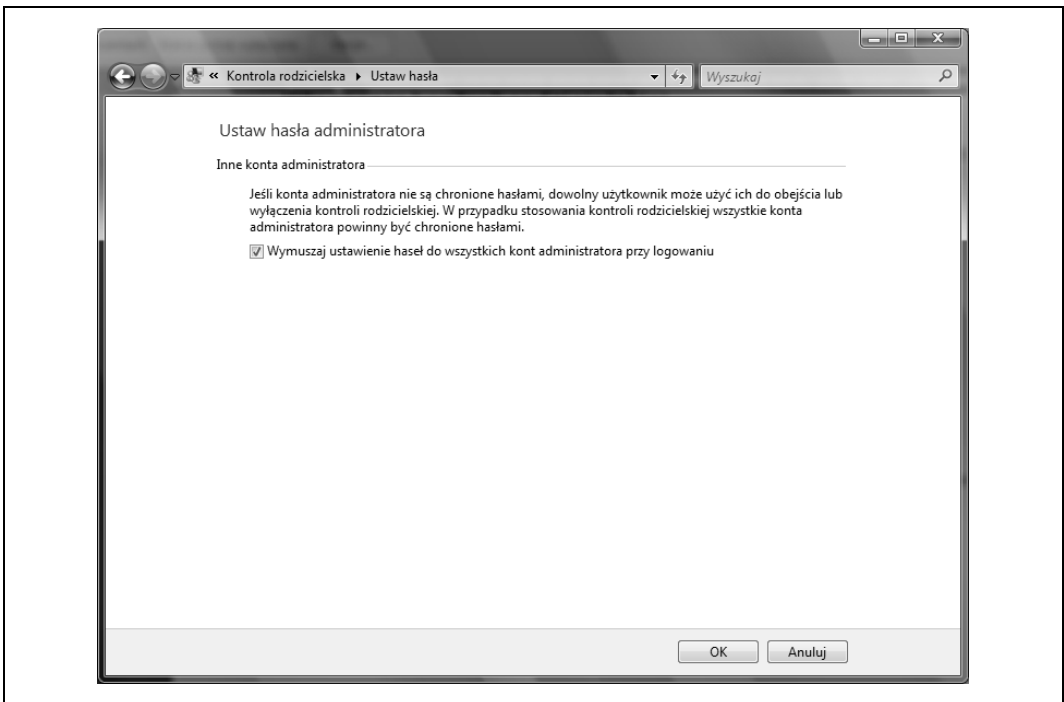 « Kontrola rodzicielska ▸ Ustaw hasła
Wyszukaj
Ustaw hasła administratora
Inne konta administratora
Jeśli konta administratora nie są chronione hasłami, dowolny użytkownik może użyć ich do obejścia lub
wyłączenia kontroli rodzicielskiej. W przypadku stosowania kontroli rodzicielskiej wszystkie konta
administratora powinny być chronione hasłami.
Wymuszaj ustawienie haseł do wszystkich kont administratora przy logowaniu
OK
Anuluj